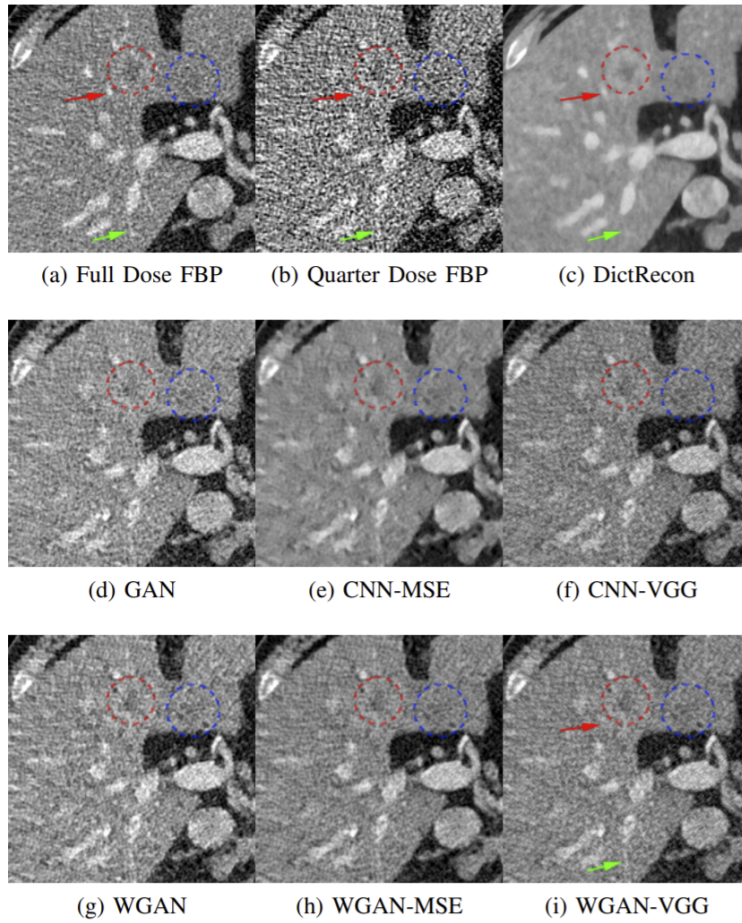 (a) Full Dose FBP (b) Quarter Dose FBP (c) DictRecon
(d) GAN (e) CNN-MSE (f) CNN-VGG
(g) WGAN (h) WGAN-MSE (i) WGAN-VGG